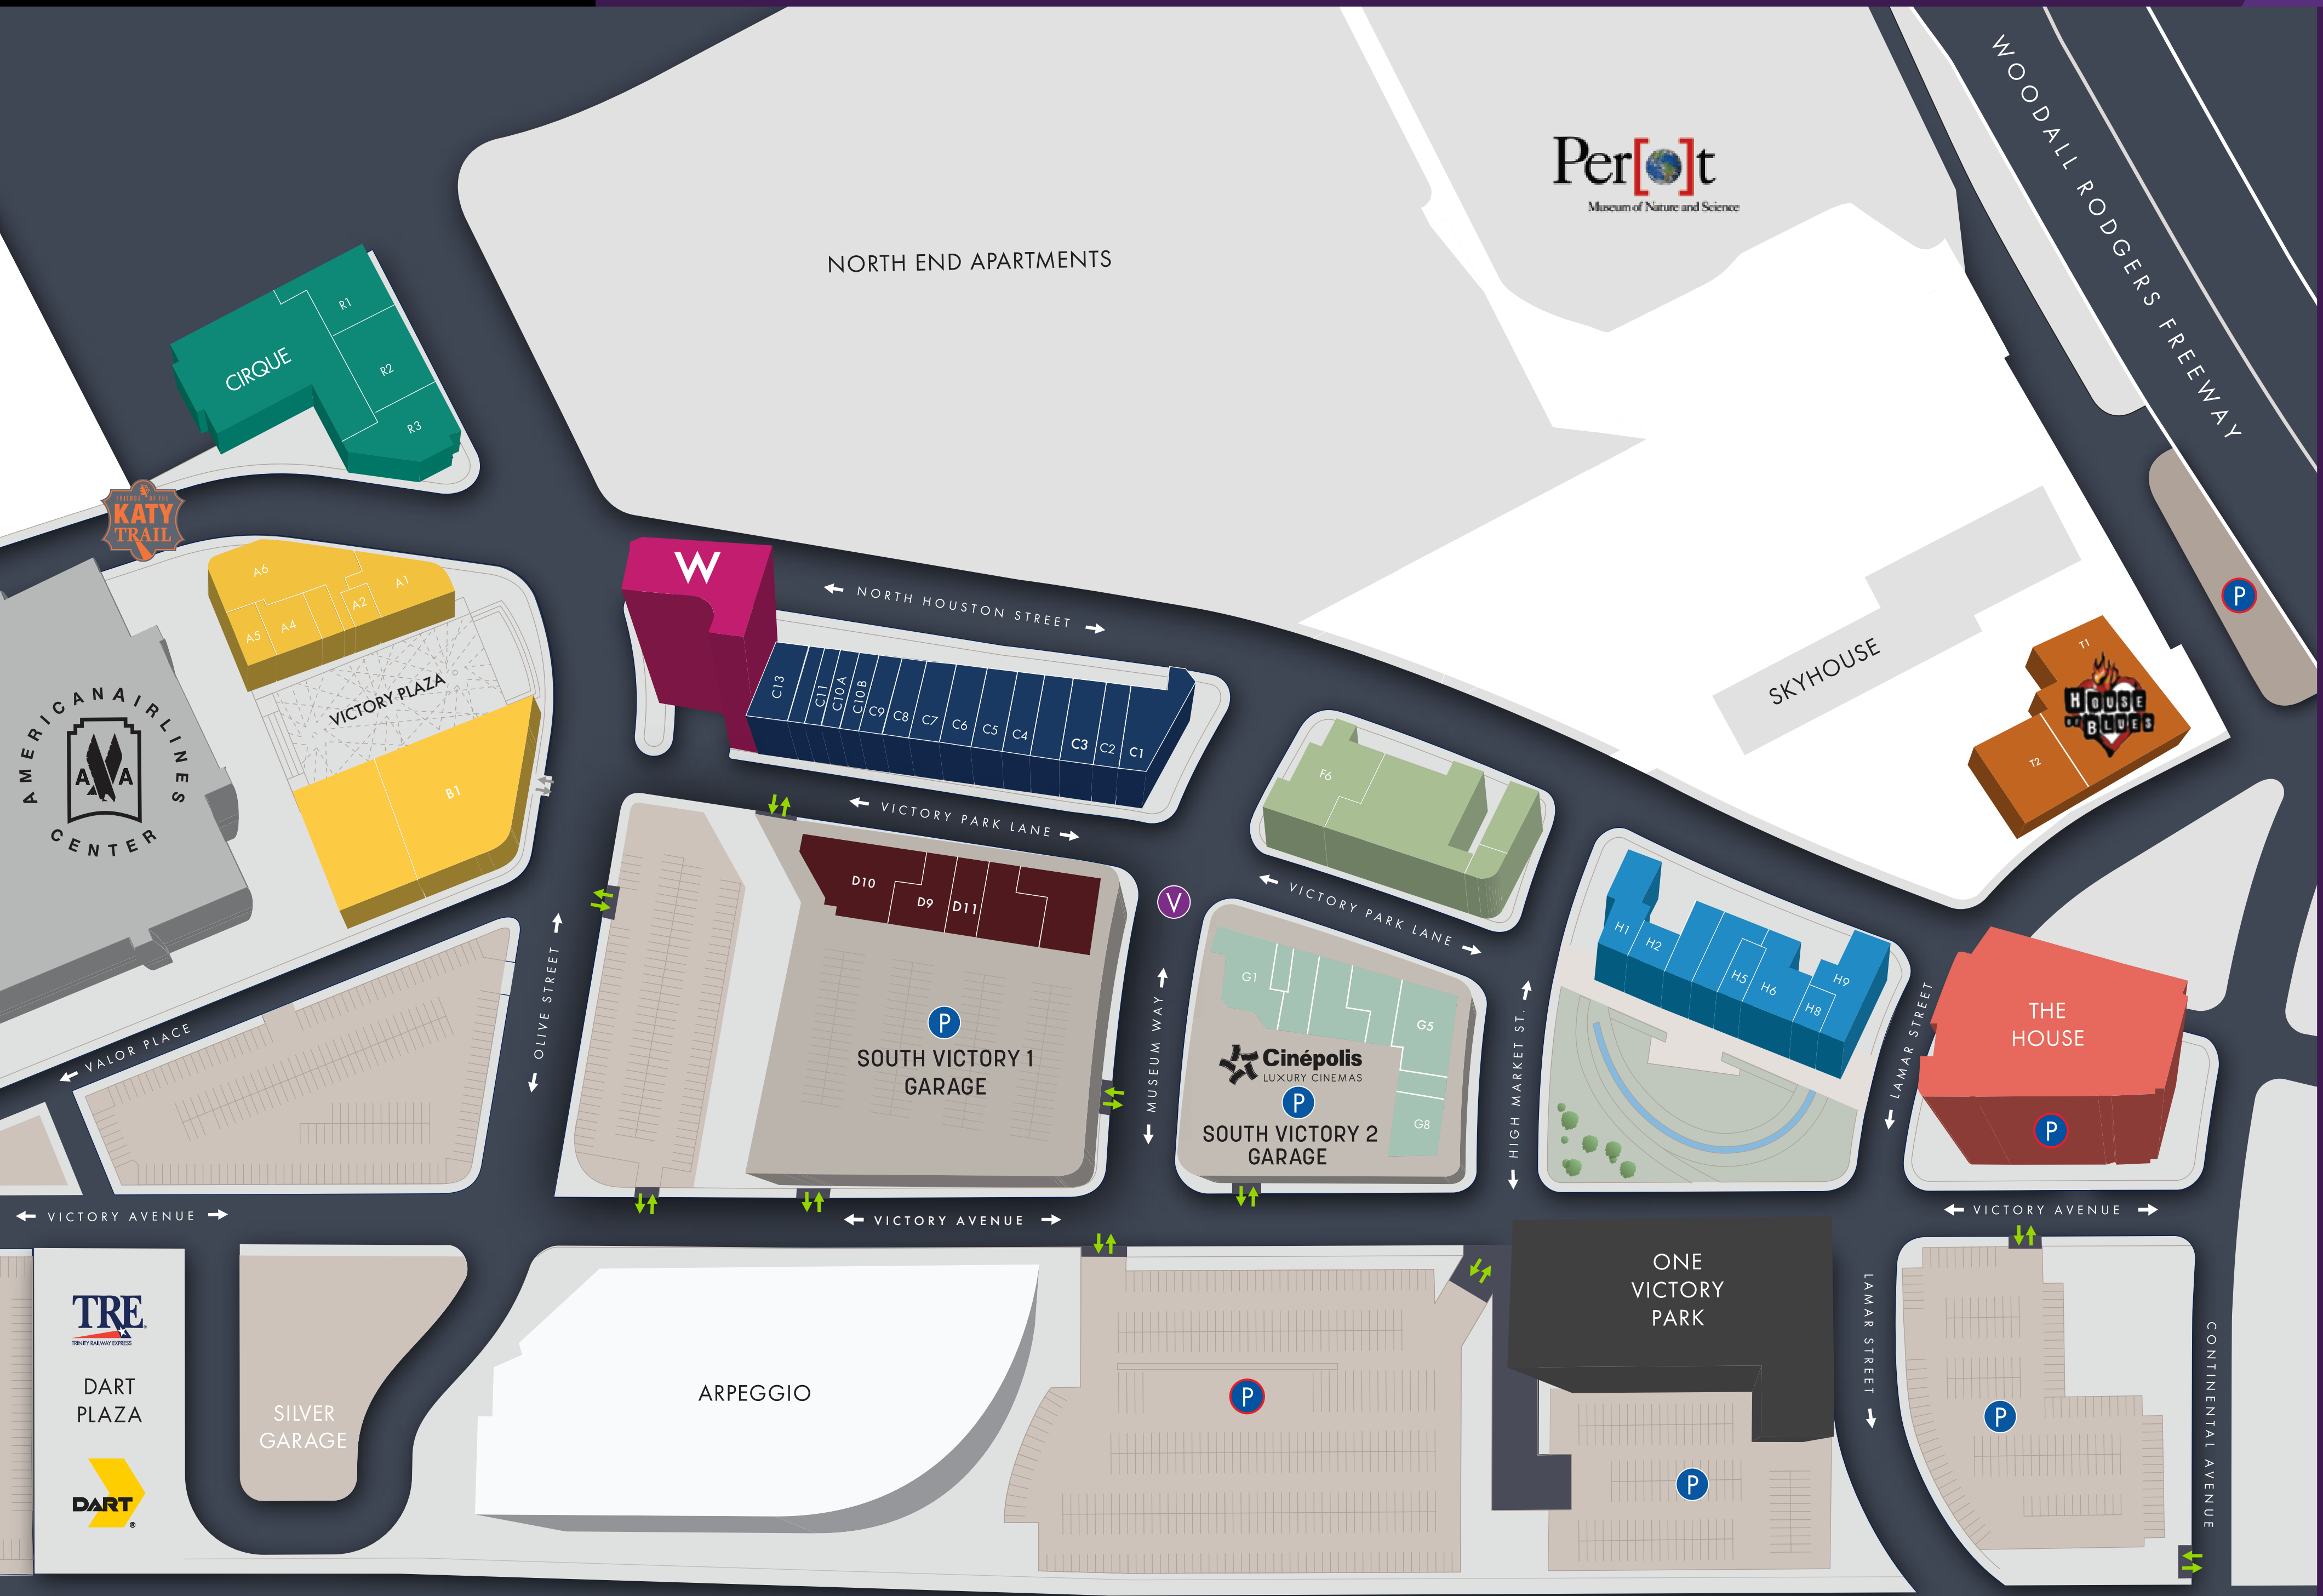 WOODALL RODGERS FREEWAY
Per[ ]t
Museum of Nature and Science
NORTH END APARTMENTS
R1
CIRQUE
R2
R3
FRIENDS OF THE
KATY
TRAIL
W
A6
A1
A2
A5
A4
NORTH HOUSTON STREET
P
T1
SKYHOUSE
HOUSE
OF
BLUES
T2
VICTORY PLAZA
AMERICAN AIRLINES
CENTER
A A
B1
C13
C11
C10A
C10B
C9
C8
C7
C6
C5
C4
C3
C2
C1
F6
VICTORY PARK LANE
D10
D9
D11
V
VICTORY PARK LANE
H1
H2
H5
H6
H9
H8
G1
G5
G8
THE
HOUSE
P
P
SOUTH VICTORY 1
GARAGE
Cinépolis
LUXURY CINEMAS
P
SOUTH VICTORY 2
GARAGE
VALOR PLACE
OLIVE STREET
MUSEUM WAY
HIGH MARKET ST.
LAMAR STREET
VICTORY AVENUE
VICTORY AVENUE
VICTORY AVENUE
TRE
TRINITY RAILWAY EXPRESS
DART
PLAZA
DART
®
SILVER
GARAGE
ARPEGGIO
P
ONE
VICTORY
PARK
P
LAMAR STREET
P
CONTINENTAL AVENUE